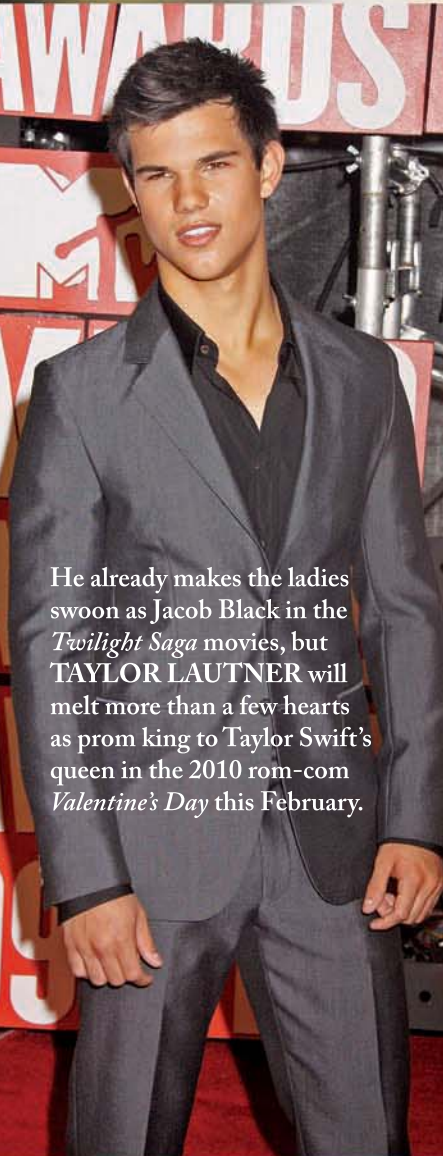 AWARDS
MT
He already makes the ladies
swoon as Jacob Black in the
Twilight Saga movies, but
TAYLOR LAUTNER will
melt more than a few hearts
as prom king to Taylor Swift’s
queen in the 2010 rom-com
Valentine’s Day this February.